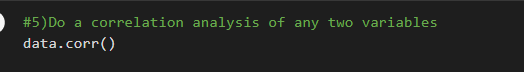 #5)Do a correlation analysis of any two variables
data.corr()